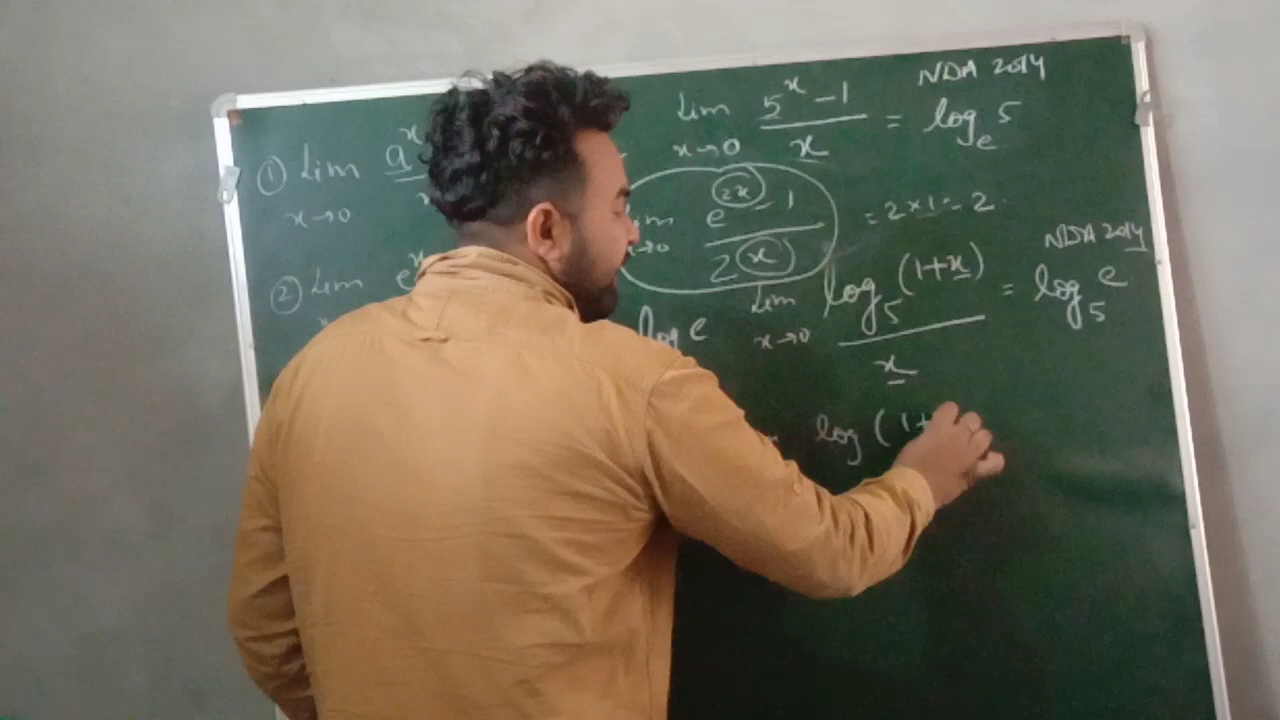 NDA 2014
lim 5^x - 1 = log_e 5
x→0 x
① lim a^x
x→0
e^{2x} - 1 = 2×1 = 2
2x
NDA 2014
② lim e^x
lim log_5 (1+x) = log_5 e
x→0 x
log e
log (1+